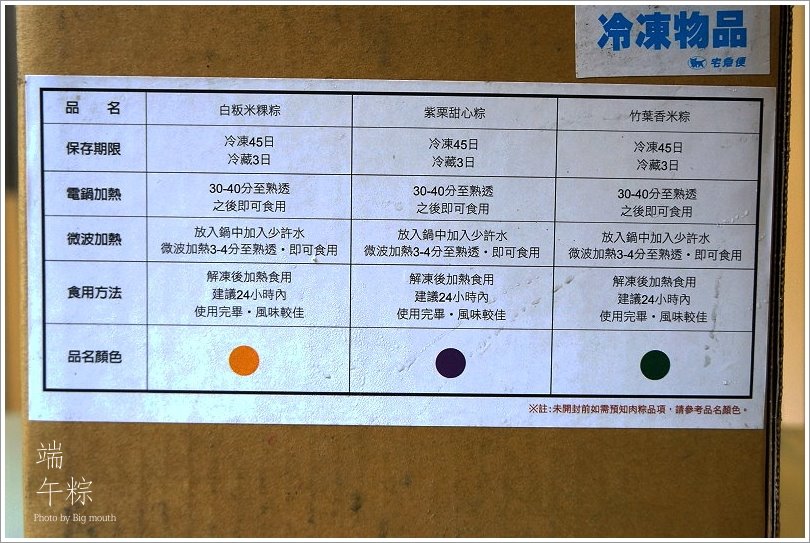 冷凍物品
宅急便
品 名 白粄米粿粽 紫栗甜心粽 竹葉香米粽
保存期限 冷凍45日 冷凍45日 冷凍45日
冷藏3日 冷藏3日 冷藏3日
電鍋加熱 30-40分至熟透 30-40分至熟透 30-40分至熟透
之後即可食用 之後即可食用 之後即可食用
微波加熱 放入鍋中加入少許水 放入鍋中加入少許水 放入鍋中加入少許水
微波加熱3-4分至熟透・即可食用 微波加熱3-4分至熟透・即可食用 微波加熱3-4分至熟透・即可食用
食用方法 解凍後加熱食用 解凍後加熱食用 解凍後加熱食用
建議24小時內 建議24小時內 建議24小時內
使用完畢・風味較佳 使用完畢・風味較佳 使用完畢・風味較佳
品名顏色
※註:未開封前如需預知肉粽品項，請參考品名顏色。
端
午粽
Photo by Big mouth